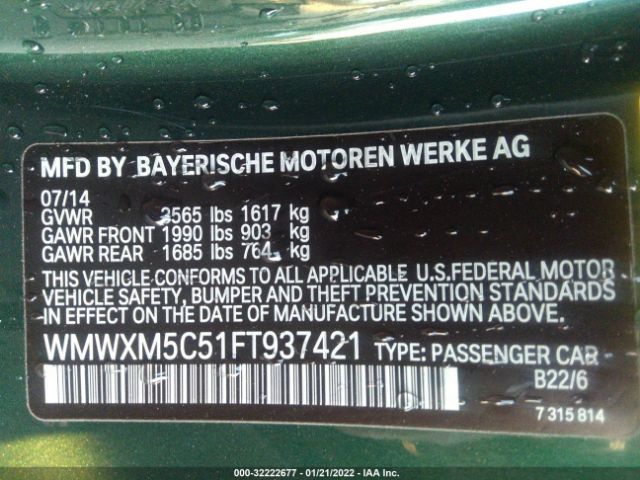 MFD BY BAYERISCHE MOTOREN WERKE AG
07/14
GVWR 3565 lbs 1617 kg
GAWR FRONT 1990 lbs 903 kg
GAWR REAR 1685 lbs 764 kg
THIS VEHICLE CONFORMS TO ALL APPLICABLE U.S.FEDERAL MOTOR
VEHICLE SAFETY, BUMPER AND THEFT PREVENTION STANDARDS
IN EFFECT ON THE DATE OF MANUFACTURE SHOWN ABOVE.
WMWXM5C51FT937421 TYPE: PASSENGER CAR
B22/6
7 315 814
000-32222677 - 01/21/2022 - IAA Inc.